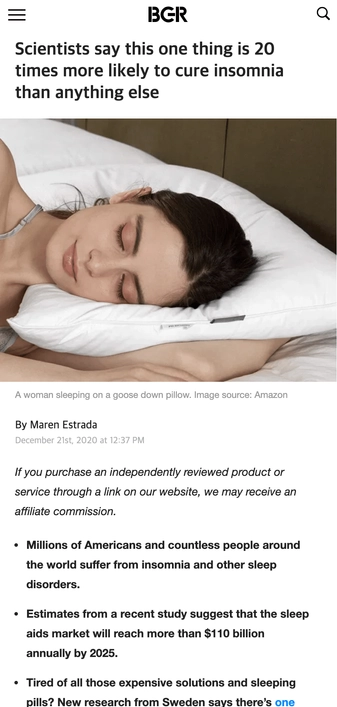 BGR
Scientists say this one thing is 20
times more likely to cure insomnia
than anything else
A woman sleeping on a goose down pillow. Image source: Amazon
By Maren Estrada
December 21st, 2020 at 12:37 PM
If you purchase an independently reviewed product or
service through a link on our website, we may receive an
affiliate commission.
• Millions of Americans and countless people around
the world suffer from insomnia and other sleep
disorders.
• Estimates from a recent study suggest that the sleep
aids market will reach more than $110 billion
annually by 2025.
• Tired of all those expensive solutions and sleeping
pills? New research from Sweden says there's one